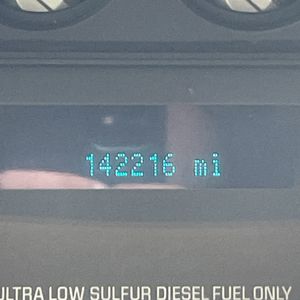 142216 mi
ULTRA LOW SULFUR DIESEL FUEL ONLY